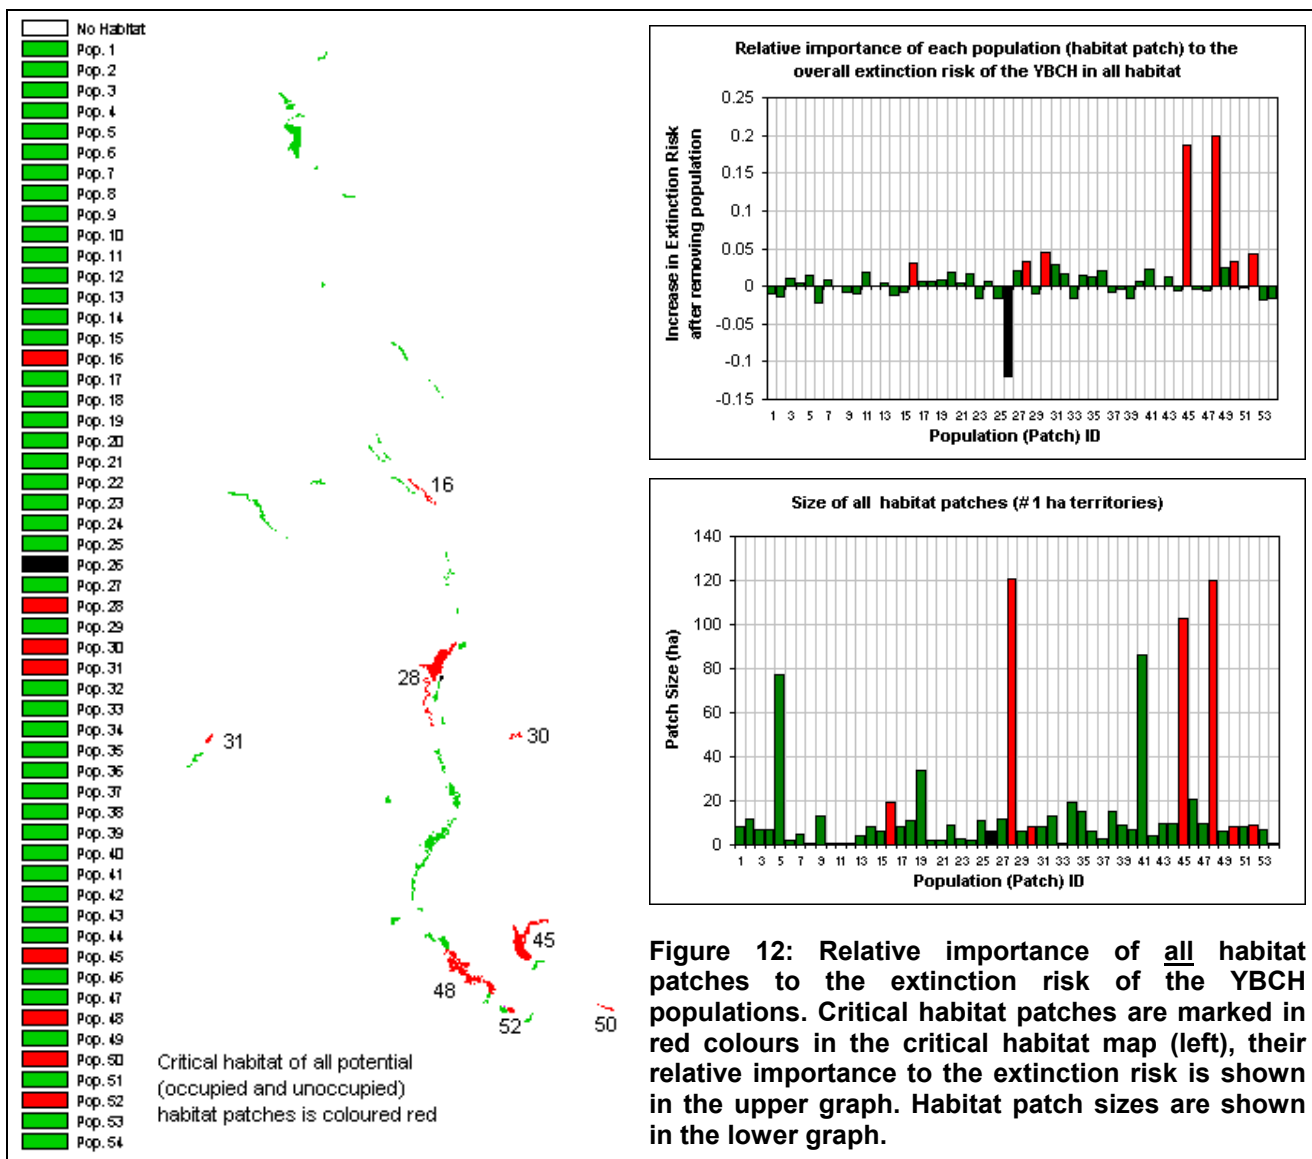 No Habitat
Pop. 1
Pop. 2
Pop. 3
Pop. 4
Pop. 5
Pop. 6
Pop. 7
Pop. 8
Pop. 9
Pop. 10
Pop. 11
Pop. 12
Pop. 13
Pop. 14
Pop. 15
Pop. 16
Pop. 17
Pop. 18
Pop. 19
Pop. 20
Pop. 21
Pop. 22
Pop. 23
Pop. 24
Pop. 25
Pop. 26
Pop. 27
Pop. 28
Pop. 29
Pop. 30
Pop. 31
Pop. 32
Pop. 33
Pop. 34
Pop. 35
Pop. 36
Pop. 37
Pop. 38
Pop. 39
Pop. 40
Pop. 41
Pop. 42
Pop. 43
Pop. 44
Pop. 45
Pop. 46
Pop. 47
Pop. 48
Pop. 49
Pop. 50
Pop. 51
Pop. 52
Pop. 53
Pop. 54
16
28
31
30
45
48
52
50
Critical habitat of all potential
(occupied and unoccupied)
habitat patches is coloured red
Relative importance of each population (habitat patch) to the
overall extinction risk of the YBCH in all habitat
Increase in Extinction Risk
after removing population
0.25
0.2
0.15
0.1
0.05
0
-0.05
-0.1
-0.15
1 3 5 7 9 11 13 15 17 19 21 23 25 27 29 31 33 35 37 39 41 43 45 47 49 51 53
Population (Patch) ID
Size of all habitat patches (#1 ha territories)
Patch Size (ha)
140
120
100
80
60
40
20
0
1 3 5 7 9 11 13 15 17 19 21 23 25 27 29 31 33 35 37 39 41 43 45 47 49 51 53
Population (Patch) ID
Figure 12: Relative importance of all habitat
patches to the extinction risk of the YBCH
populations. Critical habitat patches are marked in
red colours in the critical habitat map (left), their
relative importance to the extinction risk is shown
in the upper graph. Habitat patch sizes are shown
in the lower graph.